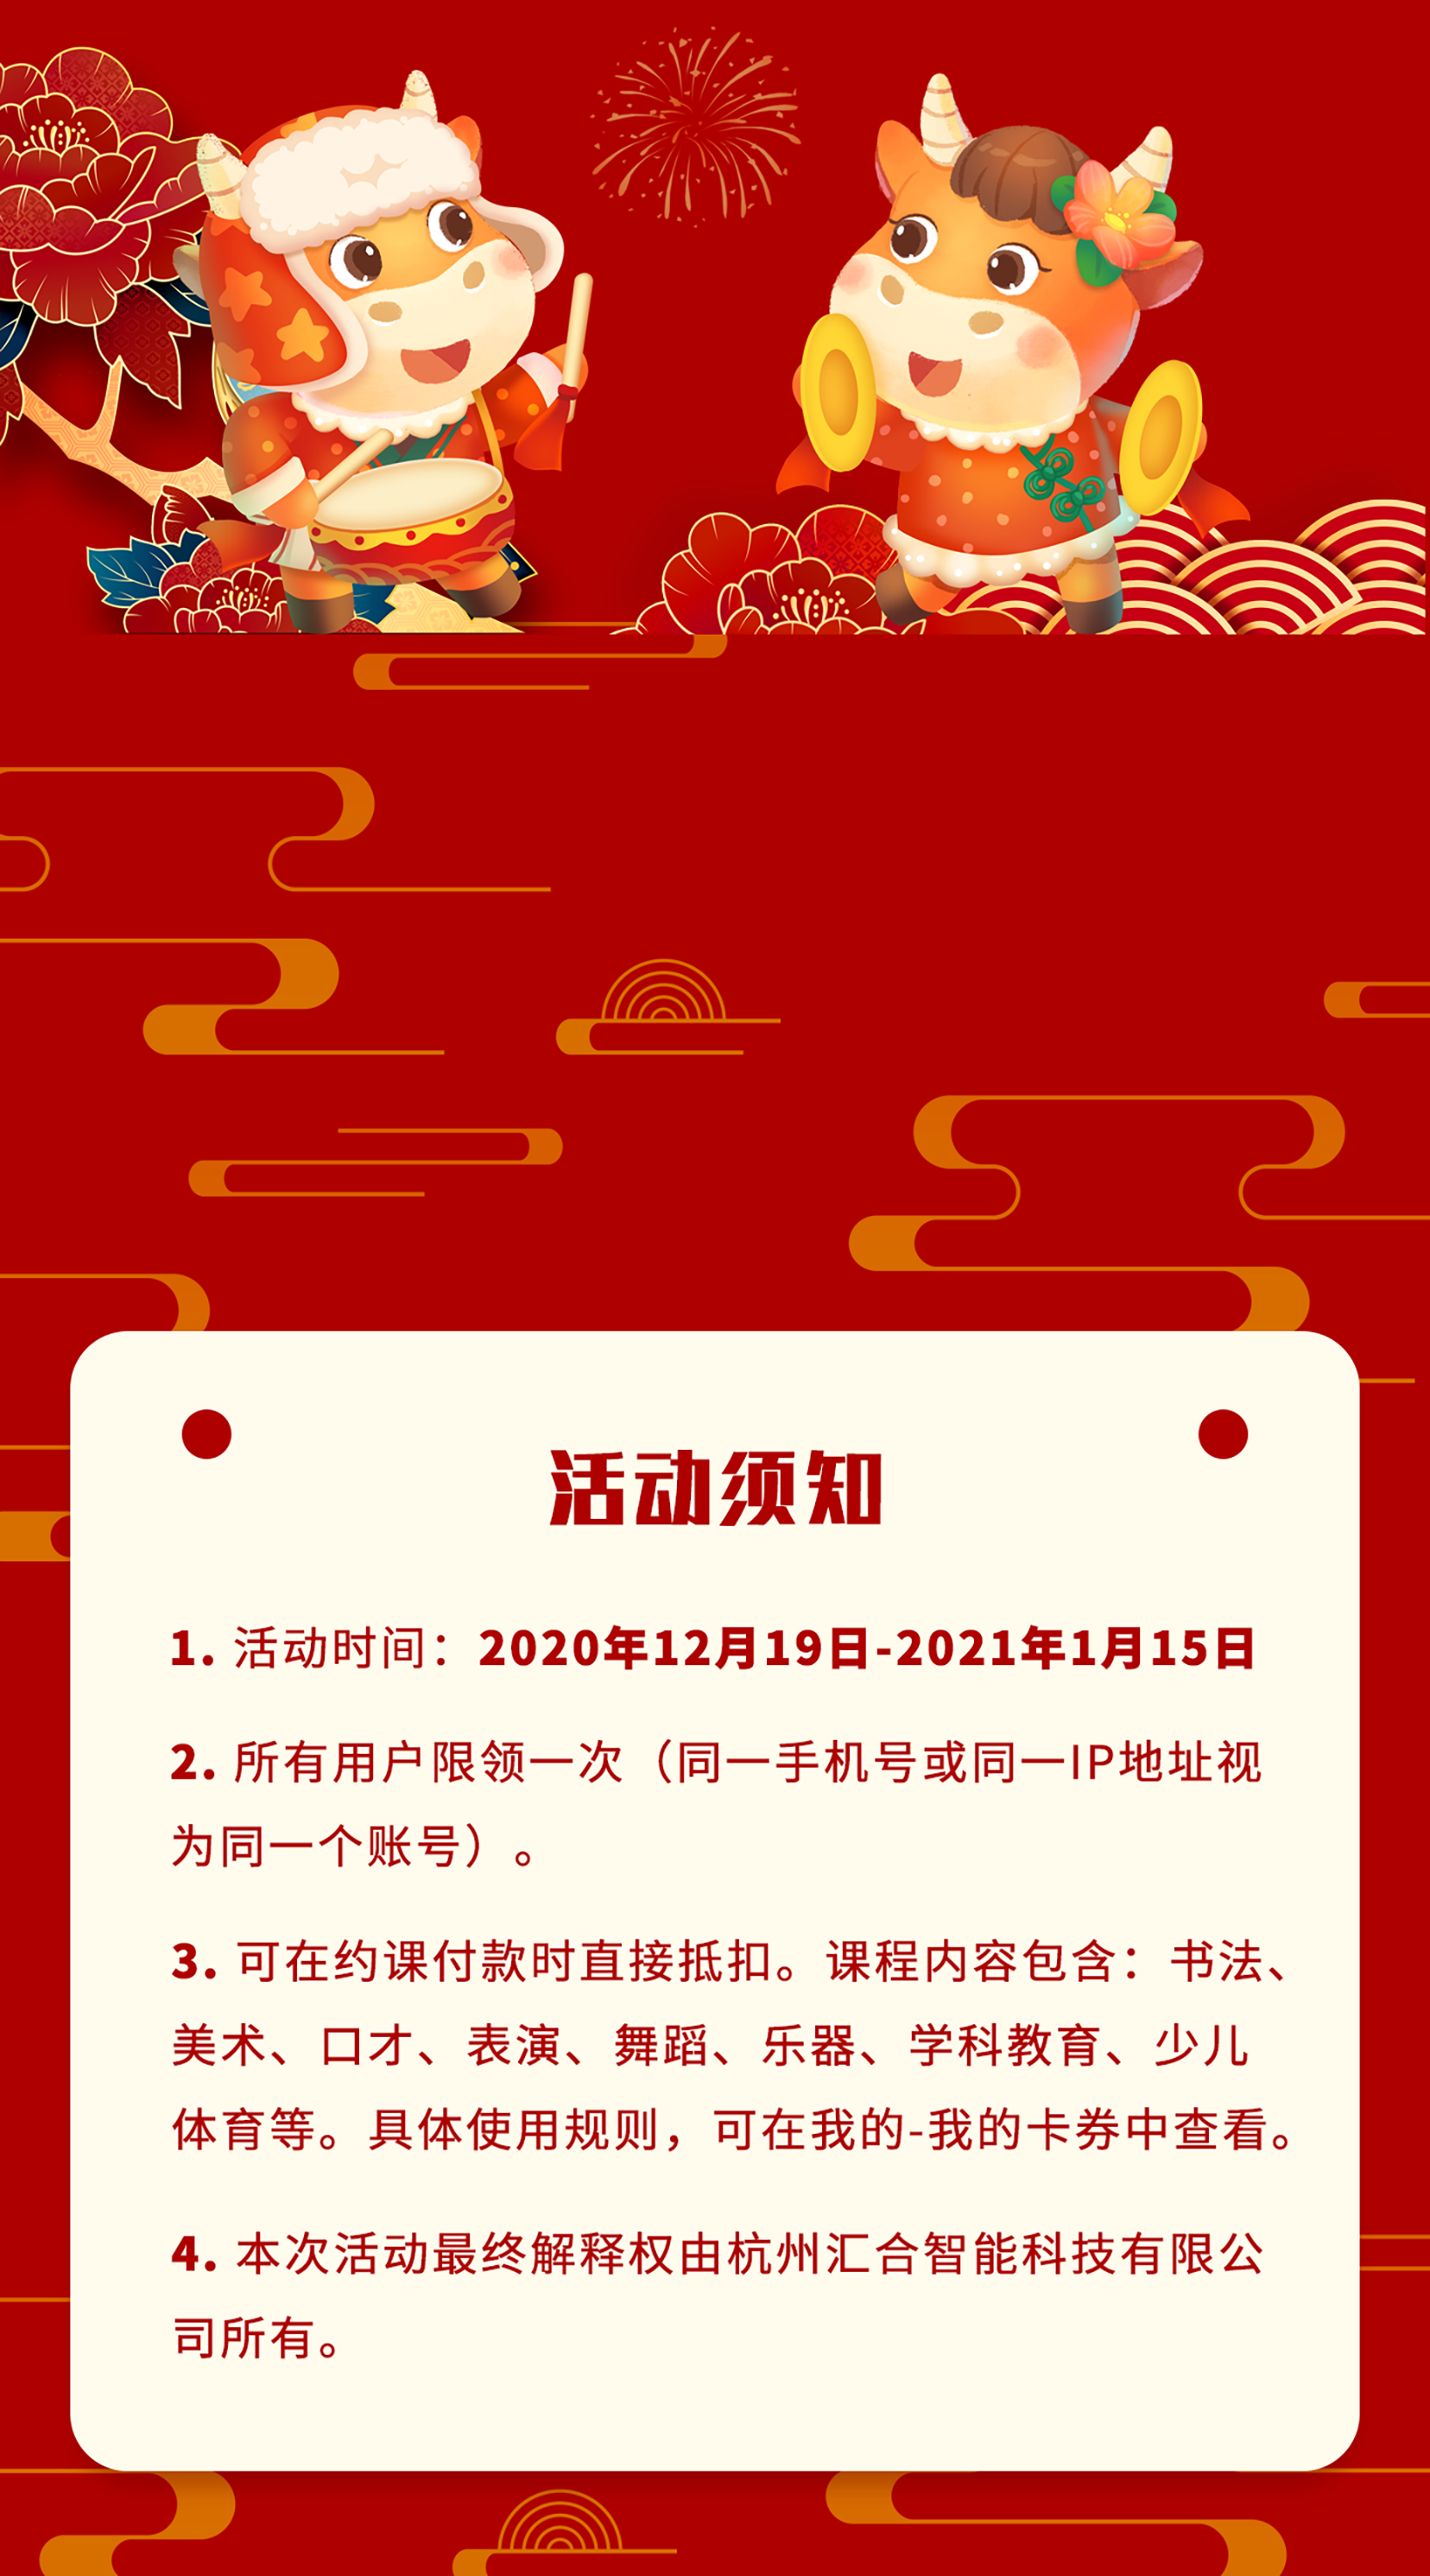 活动须知
1. 活动时间：2020年12月19日-2021年1月15日
2. 所有用户限领一次（同一手机号或同一IP地址视
为同一个账号）。
3. 可在约课付款时直接抵扣。课程内容包含：书法、
美术、口才、表演、舞蹈、乐器、学科教育、少儿
体育等。具体使用规则，可在我的-我的卡券中查看。
4. 本次活动最终解释权由杭州汇合智能科技有限公
司所有。